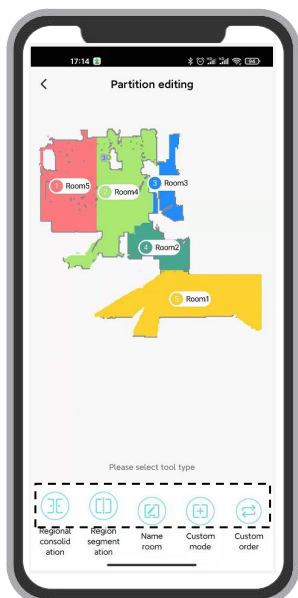 17:14
Partition editing
1 Room5
2 Room4
3 Room3
4 Room2
5 Room1
Please select tool type
Regional
consolid
ation
Region
segment
ation
Name
room
Custom
mode
Custom
order